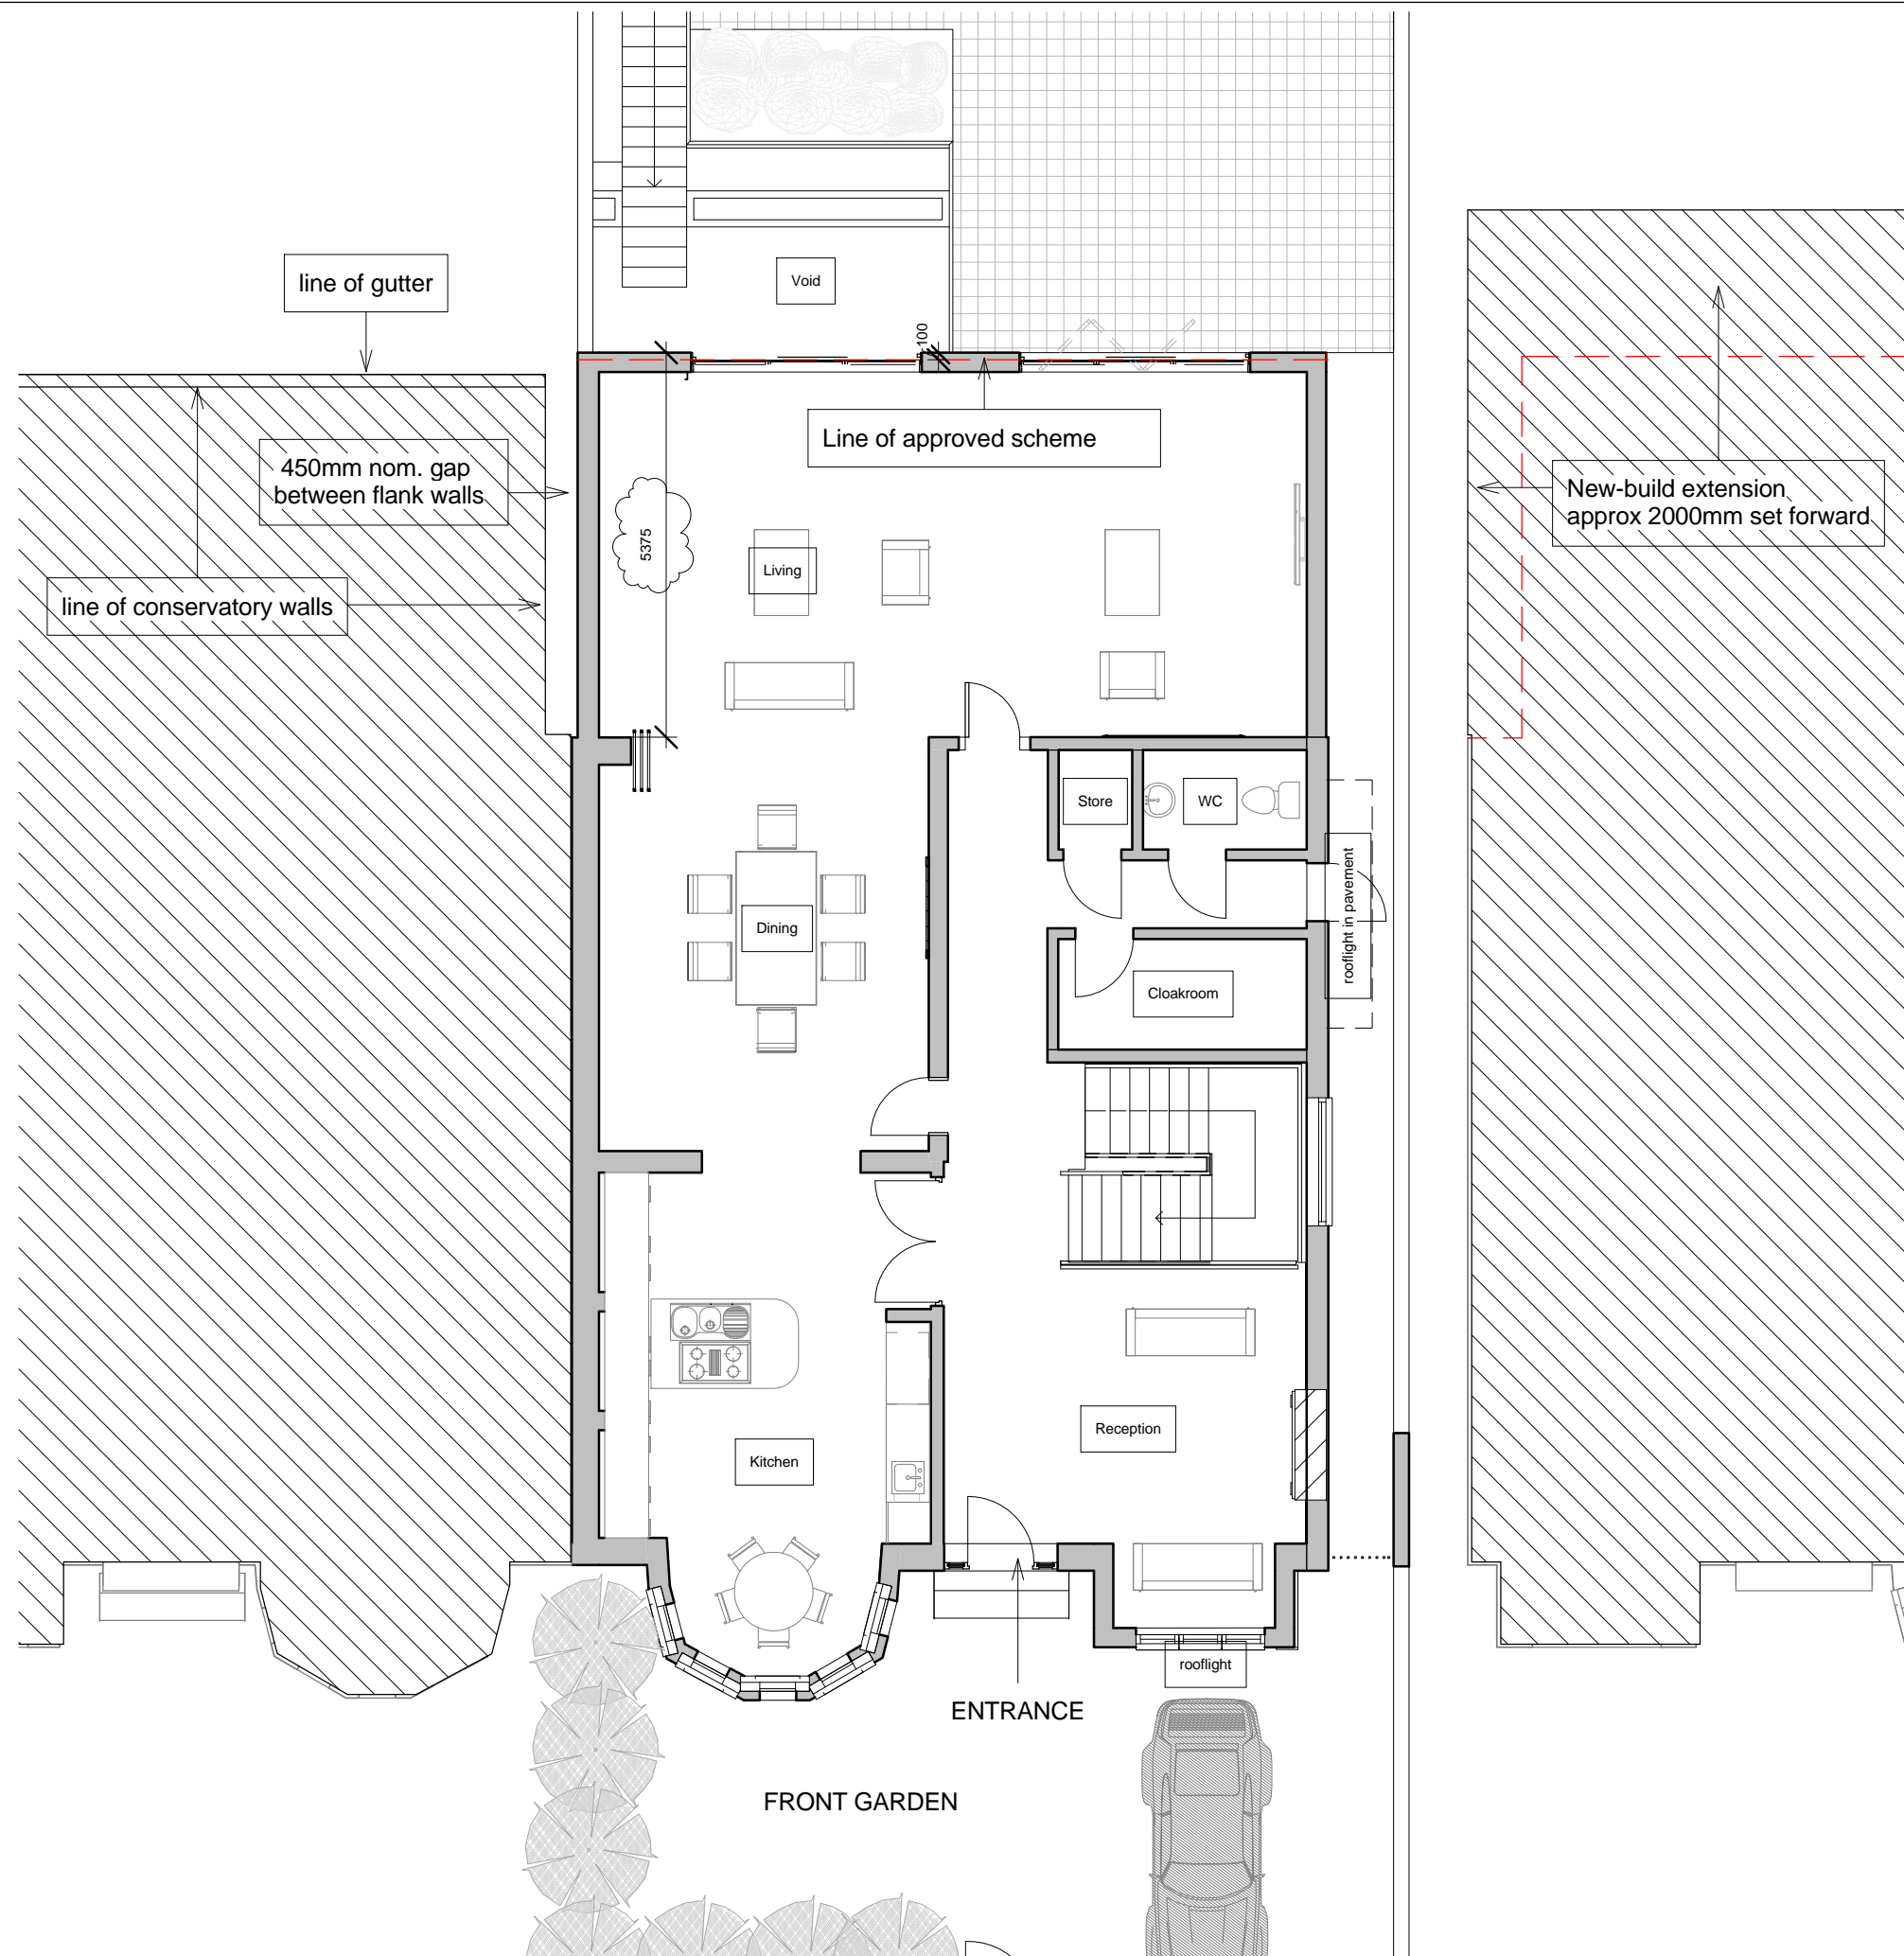 line of gutter
Void
100
Line of approved scheme
450mm nom. gap
between flank walls
New-build extension
approx 2000mm set forward
5375
Living
line of conservatory walls
Store
WC
rooflight in pavement
Dining
Cloakroom
Reception
Kitchen
rooflight
ENTRANCE
FRONT GARDEN